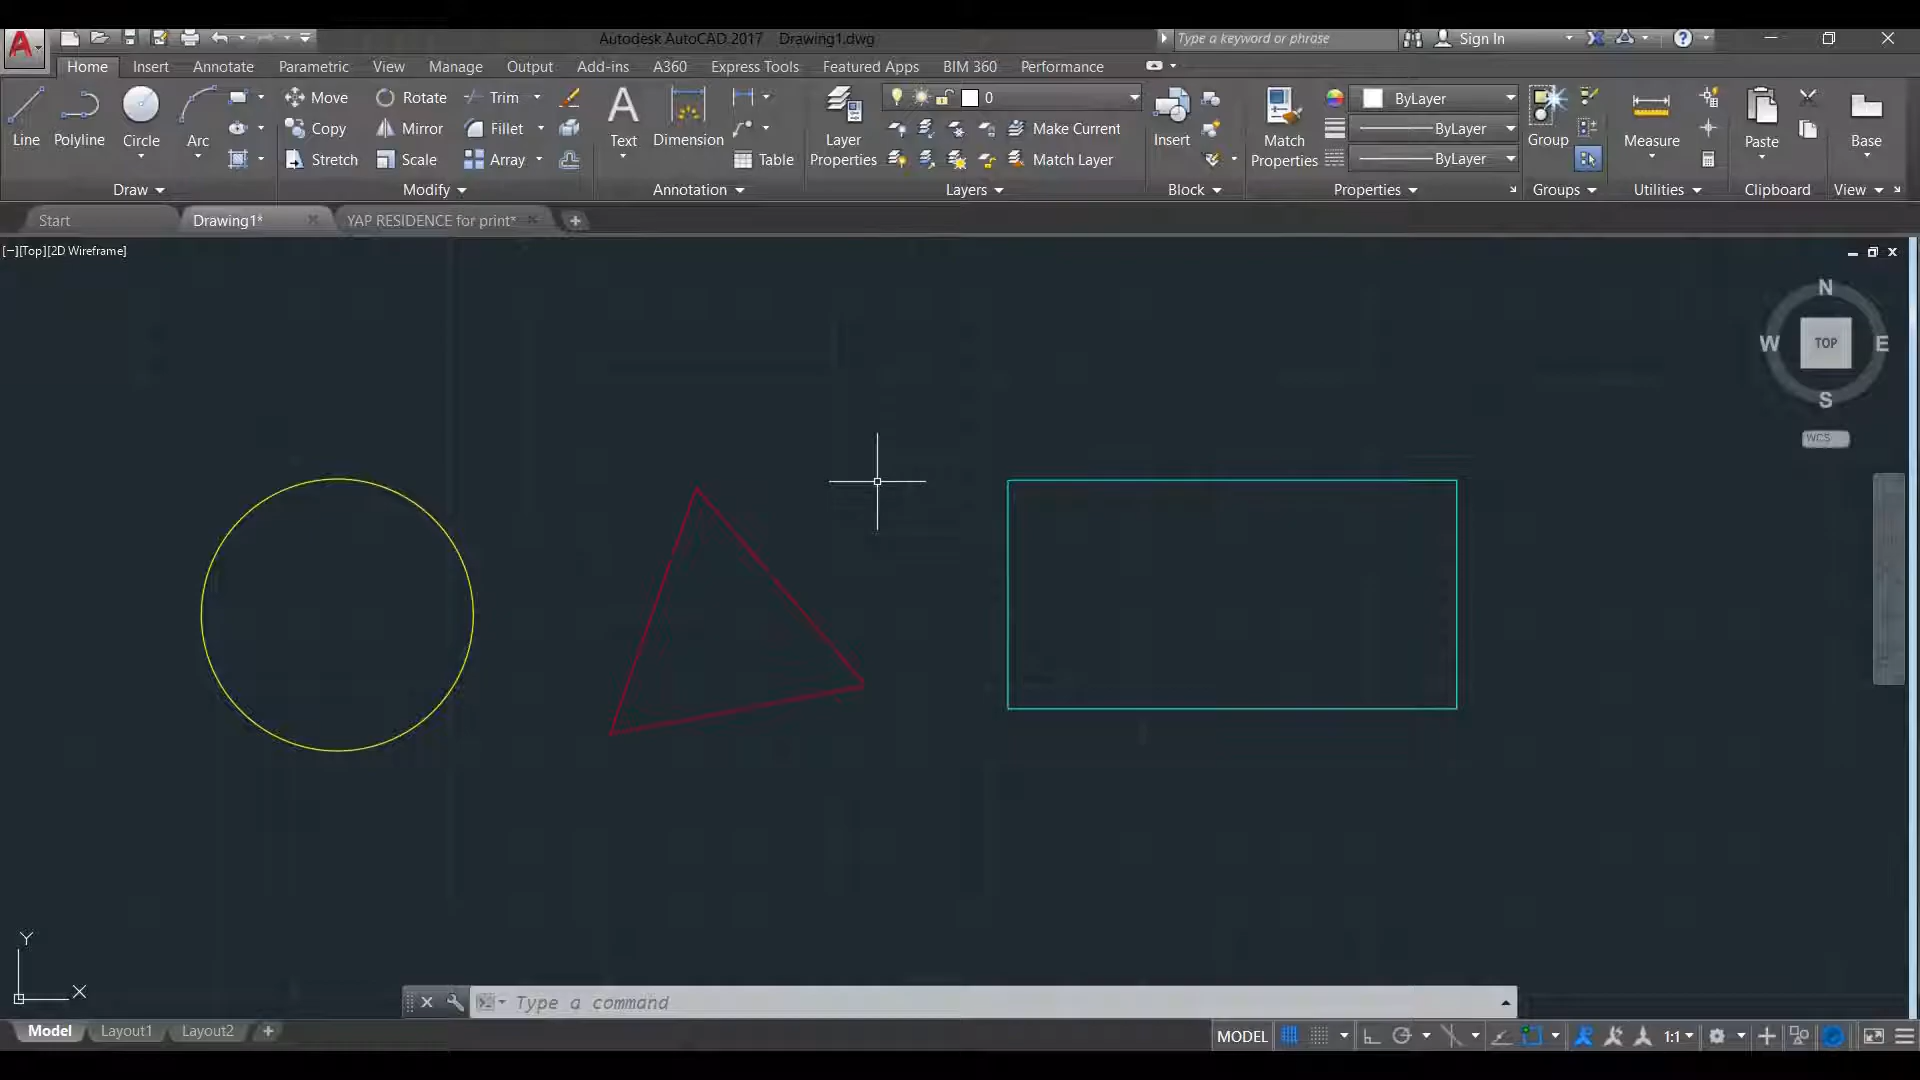 Autodesk AutoCAD 2017 Drawing1.dwg Type a keyword or phrase Sign In
Home Insert Annotate Parametric View Manage Output Add-ins A360 Express Tools Featured Apps BIM 360 Performance
Move Rotate Trim 0 ByLayer
Line Polyline Circle Arc Copy Mirror Fillet Text Dimension Make Current Insert ByLayer Group Measure Paste Base
Stretch Scale Array Table Layer Properties Match Layer Match Properties ByLayer
Draw Modify Annotation Layers Block Properties Groups Utilities Clipboard View
Start Drawing1* YAP RESIDENCE for print*
[−][Top][2D Wireframe]
N
W TOP E
S
WCS
Y
X
Type a command
Model Layout1 Layout2
MODEL 1:1